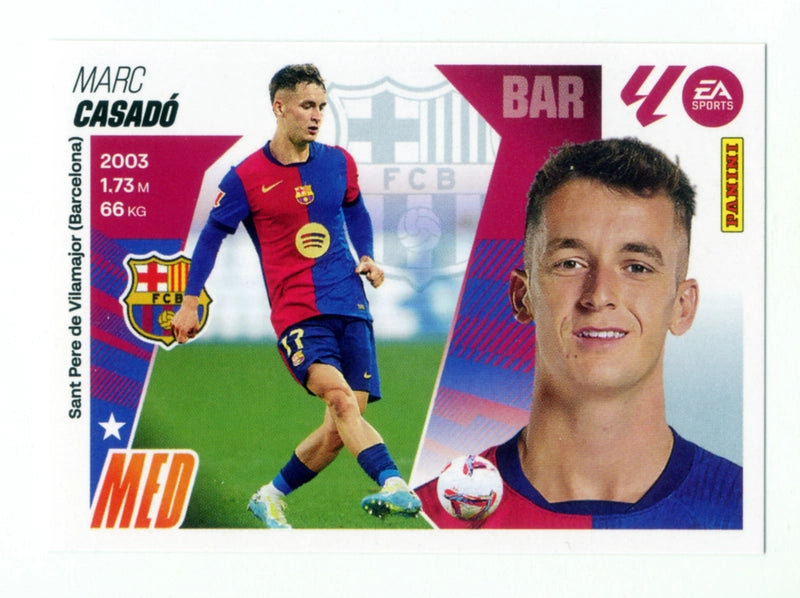 MARC
CASADÓ
2003
1.73 M
66 KG
Sant Pere de Vilamajor (Barcelona)
FCB
MED
17
FCB
BAR
EA
SPORTS
PANINI